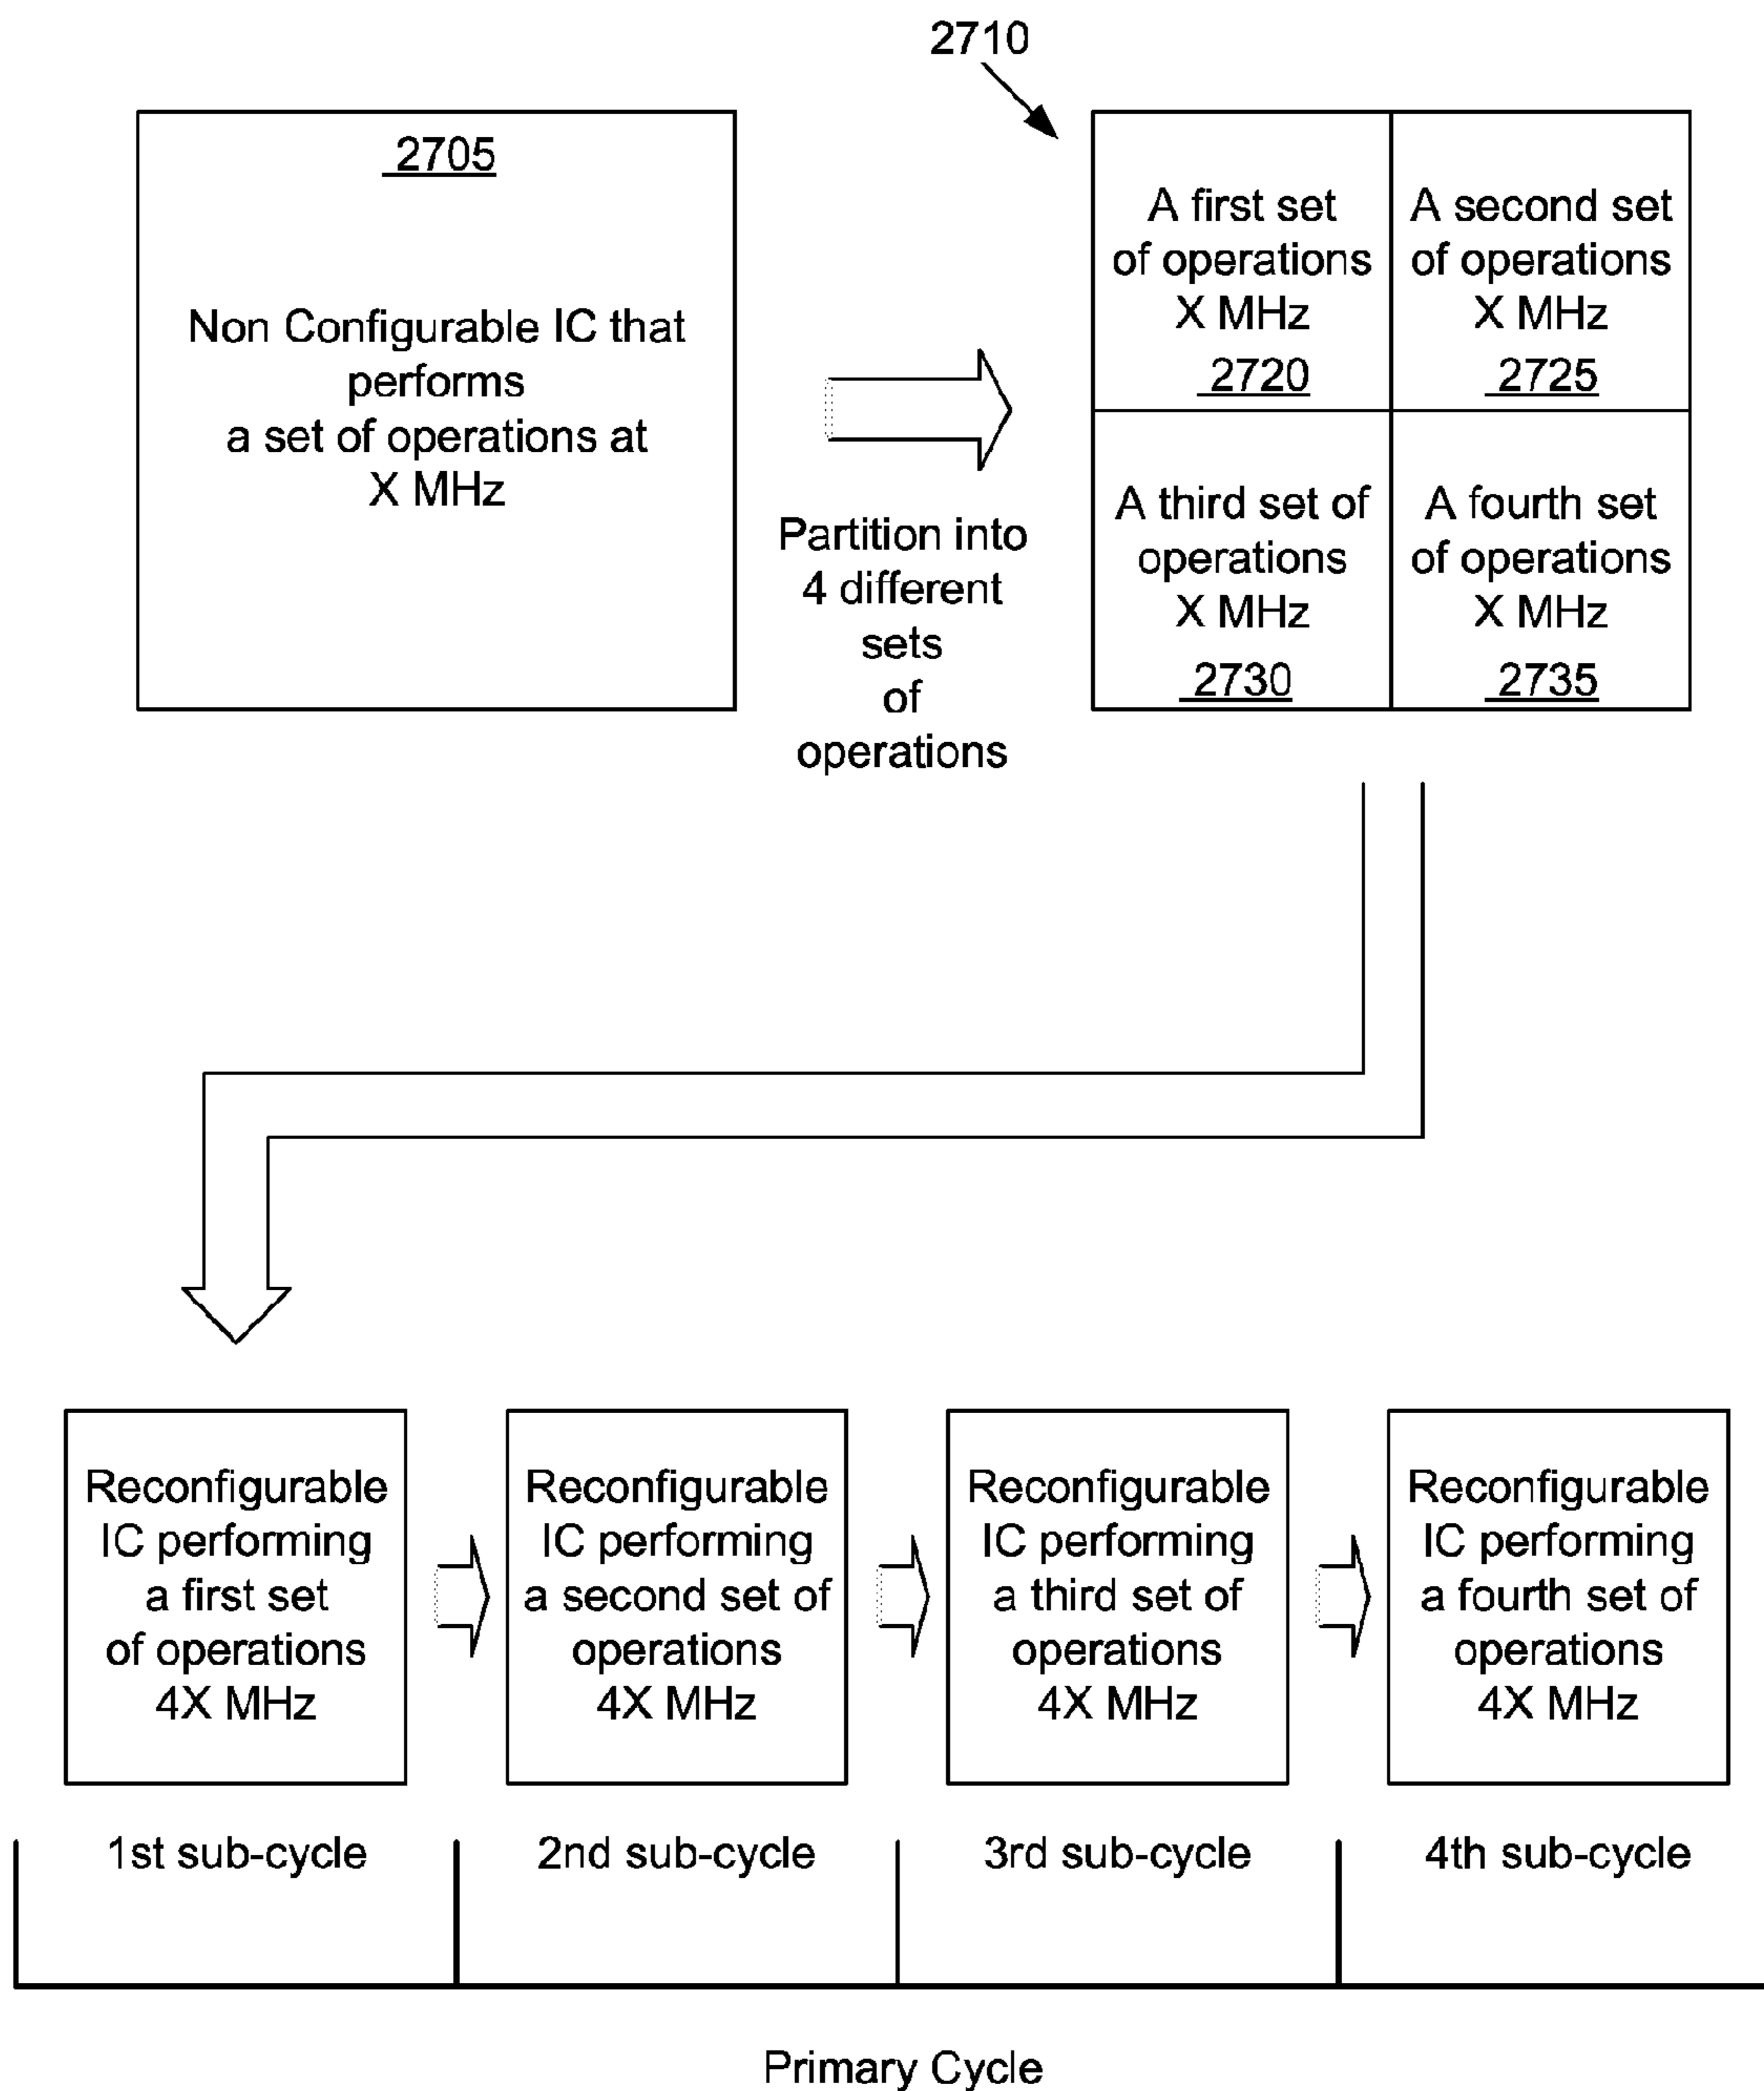 2710
2705
Non Configurable IC that
performs
a set of operations at
X MHz
Partition into
4 different
sets
of
operations
A first set
of operations
X MHz
2720
A second set
of operations
X MHz
2725
A third set of
operations
X MHz
2730
A fourth set
of operations
X MHz
2735
Reconfigurable
IC performing
a first set
of operations
4X MHz
Reconfigurable
IC performing
a second set of
operations
4X MHz
Reconfigurable
IC performing
a third set of
operations
4X MHz
Reconfigurable
IC performing
a fourth set of
operations
4X MHz
1st sub-cycle
2nd sub-cycle
3rd sub-cycle
4th sub-cycle
Primary Cycle